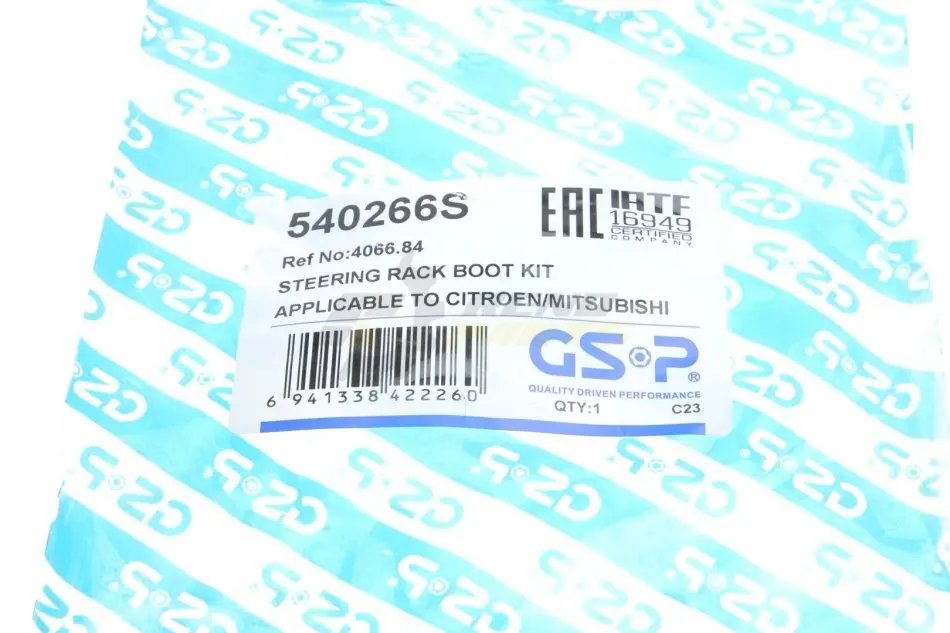 540266S
EAC
IATF
16949
CERTIFIED
COMPANY
Ref No:4066.84
STEERING RACK BOOT KIT
APPLICABLE TO CITROEN/MITSUBISHI
6 941338 422260
GS·P®
QUALITY DRIVEN PERFORMANCE
QTY:1
C23